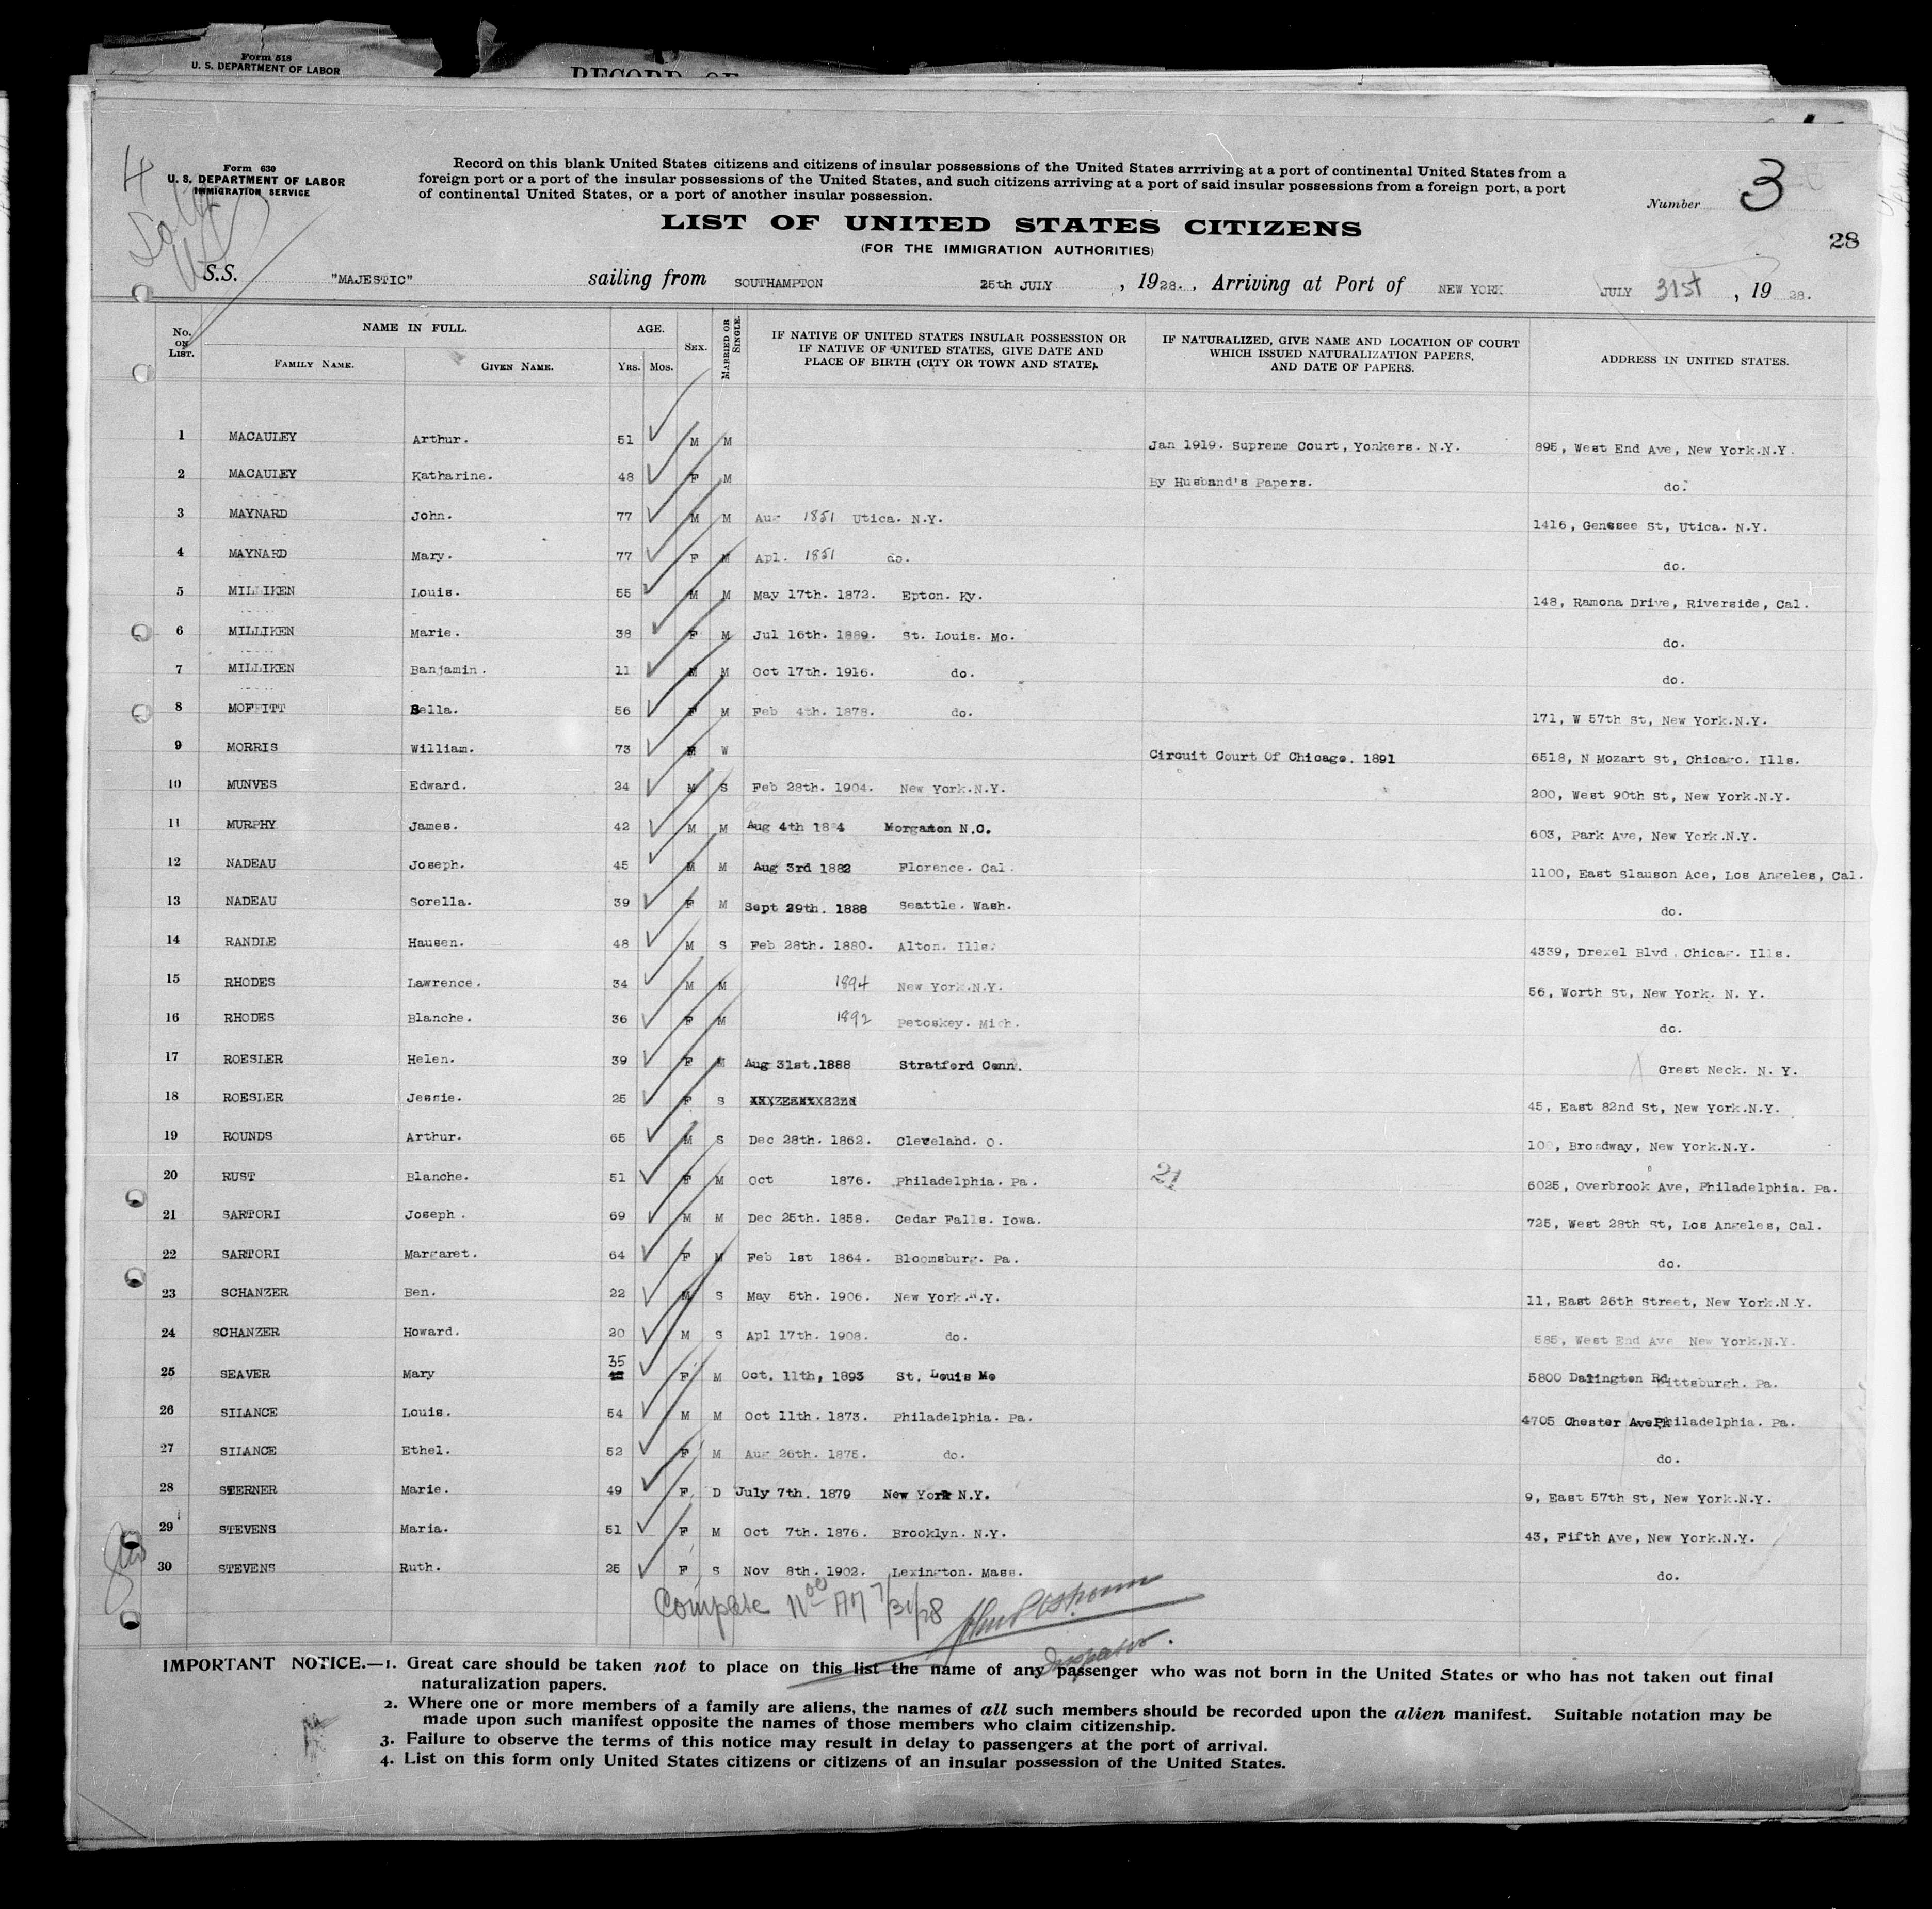 Form 518
U. S. DEPARTMENT OF LABOR
RECORD OF
4
Form 630
U. S. DEPARTMENT OF LABOR
IMMIGRATION SERVICE
Record on this blank United States citizens and citizens of insular possessions of the United States arrriving at a port of continental United States from a
foreign port or a port of the insular possessions of the United States, and such citizens arriving at a port of said insular possessions from a foreign port, a port
of continental United States, or a port of another insular possession.
Number 3
LIST OF UNITED STATES CITIZENS
(FOR THE IMMIGRATION AUTHORITIES)
28
S.S. "MAJESTIC" sailing from SOUTHAMPTON 25th JULY, 1928., Arriving at Port of NEW YORK JULY 31st, 1928.
No. on List. NAME IN FULL. AGE. Sex. Married or Single. IF NATIVE OF UNITED STATES INSULAR POSSESSION OR IF NATIVE OF UNITED STATES, GIVE DATE AND PLACE OF BIRTH (CITY OR TOWN AND STATE). IF NATURALIZED, GIVE NAME AND LOCATION OF COURT WHICH ISSUED NATURALIZATION PAPERS, AND DATE OF PAPERS. ADDRESS IN UNITED STATES.
Family Name. Given Name. Yrs. Mos.
1 MACAULEY Arthur. 51 M M Jan 1919. Supreme Court, Yonkers. N.Y. 895, West End Ave, New York.N.Y.
2 MACAULEY Katharine. 48 F M By Husband's Papers. do.
3 MAYNARD John. 77 M M Aug 1851 Utica. N.Y. 1416, Genesee St, Utica. N.Y.
4 MAYNARD Mary. 77 F M Apl. 1851 do. do.
5 MILLIKEN Louis. 55 M M May 17th. 1872. Epton. Ky. 148, Ramona Drive, Riverside, Cal.
6 MILLIKEN Marie. 38 F M Jul 16th. 1889. St. Louis. Mo. do.
7 MILLIKEN Banjamin. 11 M M Oct 17th. 1916. do. do.
8 MOFFITT Bella. 56 F M Feb 4th. 1878. do. 171, W 57th St, New York.N.Y.
9 MORRIS William. 73 M W Circuit Court Of Chicago. 1891 6518, N Mozart St, Chicago. Ills.
10 MUNVES Edward. 24 M S Feb 28th. 1904. New York.N.Y. 200, West 90th St, New York.N.Y.
11 MURPHY James. 42 M M Aug 4th 1884 Morganton N.C. 603, Park Ave, New York.N.Y.
12 NADEAU Joseph. 45 M M Aug 3rd 1882 Florence. Cal. 1100, East Slauson Ace, Los Angeles, Cal.
13 NADEAU Sorella. 39 F M Sept 29th. 1888 Seattle. Wash. do.
14 RANDLE Hausen. 48 M S Feb 28th. 1880. Alton. Ills. 4339, Drexel Blvd. Chicag. Ills.
15 RHODES Lawrence. 34 M M 1894 New York.N.Y. 56, Worth St, New York. N. Y.
16 RHODES Blanche. 36 F M 1892 Petoskey. Mich. do.
17 ROESLER Helen. 39 F M Aug 31st.1888 Stratford Conn. Grest Neck. N. Y.
18 ROESLER Jessie. 25 F S 45, East 82nd St, New York.N.Y.
19 ROUNDS Arthur. 65 M S Dec 28th. 1862. Cleveland. O. 100, Broadway, New York.N.Y.
20 RUST Blanche. 51 F M Oct 1876. Philadelphia. Pa. 21 6025, Overbrook Ave, Philadelphia. Pa.
21 SARTORI Joseph. 69 M M Dec 25th. 1858. Cedar Falls. Iowa. 725, West 28th St, Los Angeles, Cal.
22 SARTORI Margaret. 64 F M Feb 1st 1864. Bloomsburg. Pa. do.
23 SCHANZER Ben. 22 M S May 5th. 1906. New York.N.Y. 11, East 26th Street, New York.N.Y.
24 SCHANZER Howard. 20 M S Apl 17th. 1908. do. 585, West End Ave New York.N.Y.
25 SEAVER Mary 35 F M Oct. 11th, 1893 St. Louis Mo 5800 Dalington Rd Pittsburgh. Pa.
26 SILANCE Louis. 54 M M Oct 11th. 1873. Philadelphia. Pa. 4705 Chester Ave Philadelphia. Pa.
27 SILANCE Ethel. 52 F M Aug 26th. 1875. do. do.
28 STERNER Marie. 49 F D July 7th. 1879 New York N.Y. 9, East 57th St, New York.N.Y.
29 STEVENS Maria. 51 F M Oct 7th. 1876. Brooklyn. N.Y. 43, Fifth Ave, New York.N.Y.
30 STEVENS Ruth. 25 F S Nov 8th. 1902. Lexington. Mass. do.
Complete 11 00 AM 7/31/28 John P Osborne
Inspector.
IMPORTANT NOTICE.—1. Great care should be taken not to place on this list the name of any passenger who was not born in the United States or who has not taken out final
naturalization papers.
2. Where one or more members of a family are aliens, the names of all such members should be recorded upon the alien manifest. Suitable notation may be
made upon such manifest opposite the names of those members who claim citizenship.
3. Failure to observe the terms of this notice may result in delay to passengers at the port of arrival.
4. List on this form only United States citizens or citizens of an insular possession of the United States.